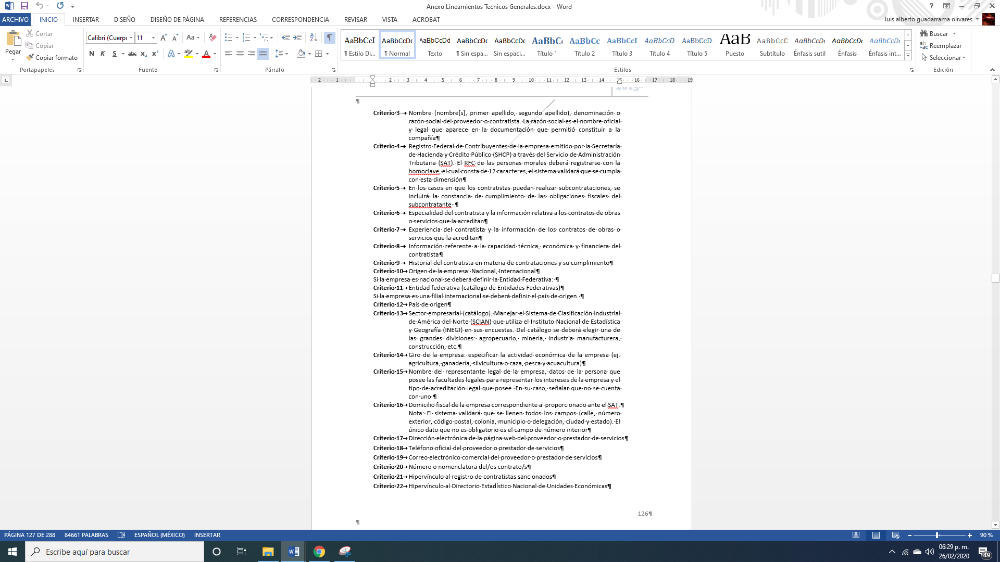 Anexo Lineamientos Tecnicos Generales.docx - Word
ARCHIVO INICIO INSERTAR DISEÑO DISEÑO DE PÁGINA REFERENCIAS CORRESPONDENCIA REVISAR VISTA ACROBAT
luis alberto guadarrama olivares
Pegar
Cortar
Copiar
Copiar formato
Portapapeles
Calibri (Cuerpo 11
Fuente
Párrafo
AaBbCcI AaBbCcDc AaBbCcDd AaBbCcDc AaBbCcDc AaBbC AaBbCc AaBbCcI AaBbCcD AaBbCcD AaB AaBbCcD AaBbCcDc AaBbCcDc AaBbCcDc
¶ Estilo Di... ¶ Normal Texto ¶ Sin espa... Sin espaci... Título 1 Título 2 Título 3 Título 4 Título 5 Puesto Subtítulo Énfasis sutil Énfasis Énfasis int...
Estilos
Buscar
Reemplazar
Seleccionar
Edición
2 1 2 3 4 5 6 7 8 9 10 11 12 13 14 15 16 17 18 19
Criterio 3 Nombre (nombre[s], primer apellido, segundo apellido), denominación o
razón social del proveedor o contratista. La razón social es el nombre oficial
y legal que aparece en la documentación que permitió constituir a la
compañía¶
Criterio 4 Registro Federal de Contribuyentes de la empresa emitido por la Secretaría
de Hacienda y Crédito Público (SHCP) a través del Servicio de Administración
Tributaria (SAT). El RFC de las personas morales deberá registrarse con la
homoclave, el cual consta de 12 caracteres, el sistema validará que se cumpla
con esta dimensión¶
Criterio 5 En los casos en que los contratistas puedan realizar subcontrataciones, se
incluirá la constancia de cumplimiento de las obligaciones fiscales del
subcontratante ¶
Criterio 6 Especialidad del contratista y la información relativa a los contratos de obras
o servicios que la acreditan¶
Criterio 7 Experiencia del contratista y la información de los contratos de obras o
servicios que la acreditan¶
Criterio 8 Información referente a la capacidad técnica, económica y financiera del
contratista¶
Criterio 9 Historial del contratista en materia de contrataciones y su cumplimiento¶
Criterio 10 Origen de la empresa: Nacional, Internacional¶
Si la empresa es nacional se deberá definir la Entidad Federativa: ¶
Criterio 11 Entidad federativa (catálogo de Entidades Federativas)¶
Si la empresa es una filial internacional se deberá definir el país de origen. ¶
Criterio 12 País de origen¶
Criterio 13 Sector empresarial (catálogo). Manejar el Sistema de Clasificación Industrial
de América del Norte (SCIAN) que utiliza el Instituto Nacional de Estadística
y Geografía (INEGI) en sus encuestas. Del catálogo se deberá elegir una de
las grandes divisiones: agropecuario, minería, industria manufacturera,
construcción, etc.¶
Criterio 14 Giro de la empresa: especificar la actividad económica de la empresa (ej.
agricultura, ganadería, silvicultura o caza, pesca y acuacultura)¶
Criterio 15 Nombre del representante legal de la empresa, datos de la persona que
posee las facultades legales para representar los intereses de la empresa y el
tipo de acreditación legal que posee. En su caso, señalar que no se cuenta
con uno ¶
Criterio 16 Domicilio fiscal de la empresa correspondiente al proporcionado ante el SAT.¶
Nota: El sistema validará que se llenen todos los campos (calle, número
exterior, código postal, colonia, municipio o delegación, ciudad y estado). El
único dato que no es obligatorio es el campo de número interior¶
Criterio 17 Dirección electrónica de la página web del proveedor o prestador de servicios¶
Criterio 18 Teléfono oficial del proveedor o prestador de servicios¶
Criterio 19 Correo electrónico comercial del proveedor o prestador de servicios¶
Criterio 20 Número o nomenclatura del/os contrato/s¶
Criterio 21 Hipervínculo al registro de contratistas sancionados¶
Criterio 22 Hipervínculo al Directorio Estadístico Nacional de Unidades Económicas¶
126¶
PÁGINA 127 DE 288 84661 PALABRAS ESPAÑOL (MÉXICO) INSERTAR
90 %
Escribe aquí para buscar
06:29 p. m.
26/02/2020
49